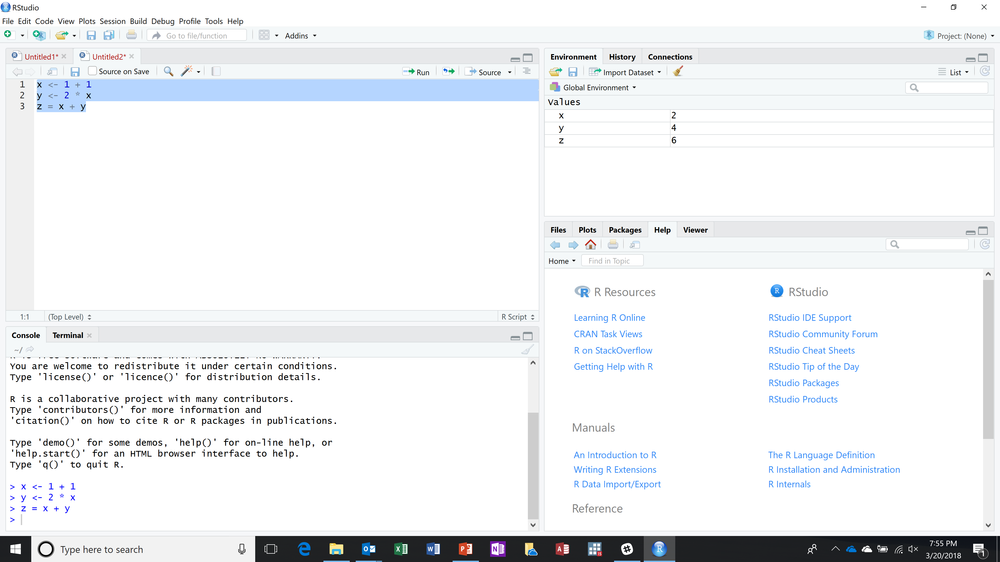 RStudio
File Edit Code View Plots Session Build Debug Profile Tools Help
Go to file/function Addins Project: (None)
Untitled1* Untitled2*
Source on Save Run Source
1 x <- 1 + 1
2 y <- 2 * x
3 z = x + y
1:1 (Top Level) R Script
Console Terminal
~/
You are welcome to redistribute it under certain conditions.
Type 'license()' or 'licence()' for distribution details.
R is a collaborative project with many contributors.
Type 'contributors()' for more information and
'citation()' on how to cite R or R packages in publications.
Type 'demo()' for some demos, 'help()' for on-line help, or
'help.start()' for an HTML browser interface to help.
Type 'q()' to quit R.
> x <- 1 + 1
> y <- 2 * x
> z = x + y
>
Environment History Connections
Import Dataset List
Global Environment
Values
x 2
y 4
z 6
Files Plots Packages Help Viewer
Home Find in Topic
R Resources
Learning R Online
CRAN Task Views
R on StackOverflow
Getting Help with R
RStudio
RStudio IDE Support
RStudio Community Forum
RStudio Cheat Sheets
RStudio Tip of the Day
RStudio Packages
RStudio Products
Manuals
An Introduction to R
Writing R Extensions
R Data Import/Export
The R Language Definition
R Installation and Administration
R Internals
Reference
Type here to search
15
7:55 PM
3/20/2018
1